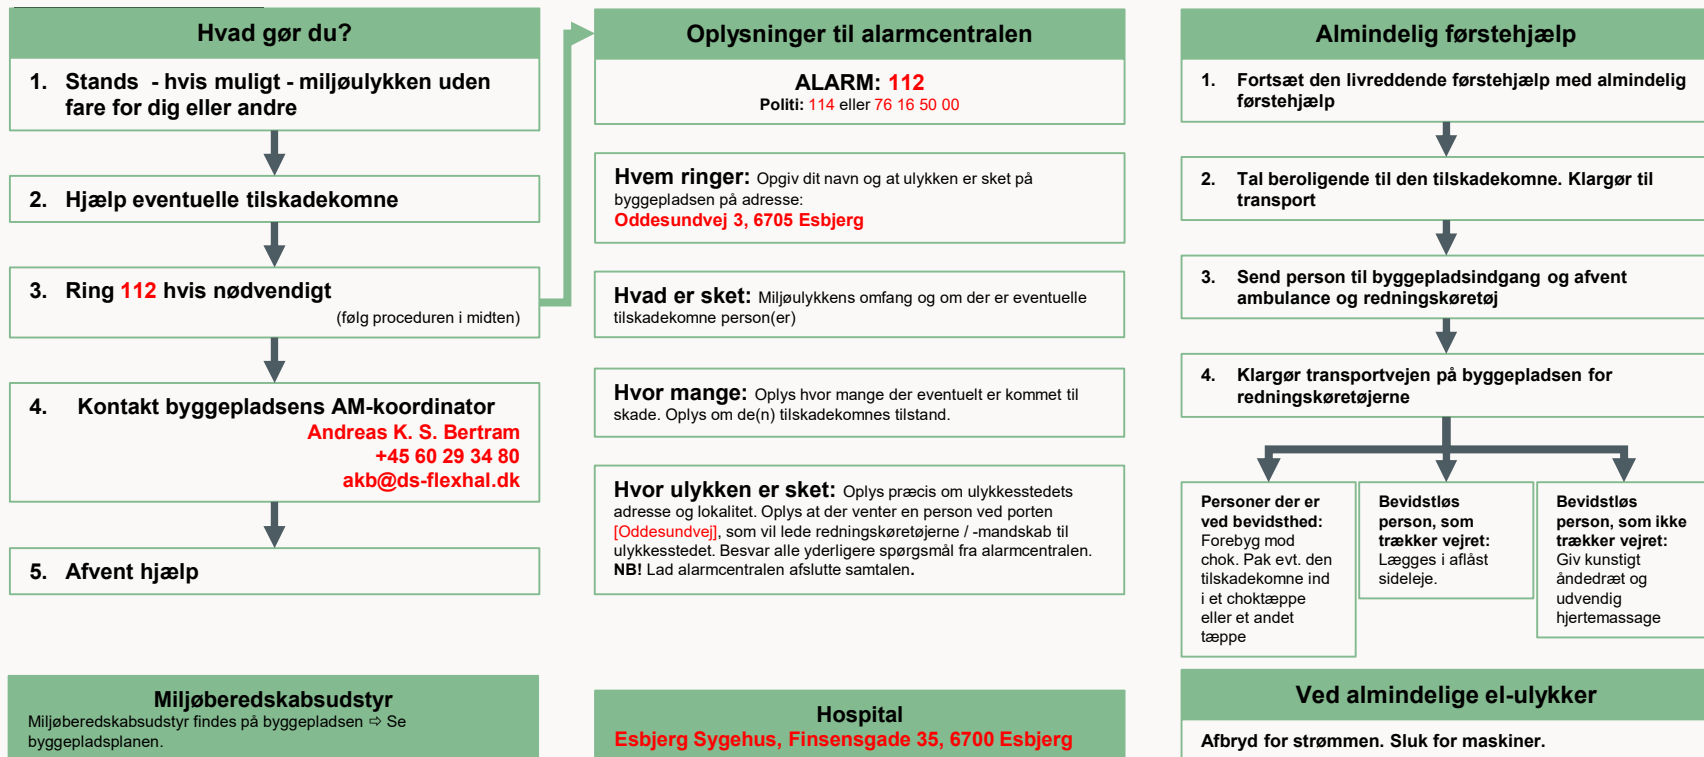 Hvad gør du?
1. Stands - hvis muligt - miljøulykken uden
fare for dig eller andre
2. Hjælp eventuelle tilskadekomne
3. Ring 112 hvis nødvendigt
(følg proceduren i midten)
4. Kontakt byggepladsens AM-koordinator
Andreas K. S. Bertram
+45 60 29 34 80
akb@ds-flexhal.dk
5. Afvent hjælp
Miljøberedskabsudstyr
Miljøberedskabsudstyr findes på byggepladsen ⇨ Se
byggepladsplanen.
Oplysninger til alarmcentralen
ALARM: 112
Politi: 114 eller 76 16 50 00
Hvem ringer: Opgiv dit navn og at ulykken er sket på
byggepladsen på adresse:
Oddesundvej 3, 6705 Esbjerg
Hvad er sket: Miljøulykkens omfang og om der er eventuelle
tilskadekomne person(er)
Hvor mange: Oplys hvor mange der eventuelt er kommet til
skade. Oplys om de(n) tilskadekomnes tilstand.
Hvor ulykken er sket: Oplys præcis om ulykkesstedets
adresse og lokalitet. Oplys at der venter en person ved porten
[Oddesundvej], som vil lede redningskøretøjerne / -mandskab til
ulykkesstedet. Besvar alle yderligere spørgsmål fra alarmcentralen.
NB! Lad alarmcentralen afslutte samtalen.
Hospital
Esbjerg Sygehus, Finsensgade 35, 6700 Esbjerg
Almindelig førstehjælp
1. Fortsæt den livreddende førstehjælp med almindelig
førstehjælp
2. Tal beroligende til den tilskadekomne. Klargør til
transport
3. Send person til byggepladsindgang og afvent
ambulance og redningskøretøj
4. Klargør transportvejen på byggepladsen for
redningskøretøjerne
Personer der er
ved bevidsthed:
Forebyg mod
chok. Pak evt. den
tilskadekomne ind
i et choktæppe
eller et andet
tæppe
Bevidstløs
person, som
trækker vejret:
Lægges i aflåst
sideleje.
Bevidstløs
person, som ikke
trækker vejret:
Giv kunstigt
åndedræt og
udvendig
hjertemassage
Ved almindelige el-ulykker
Afbryd for strømmen. Sluk for maskiner.